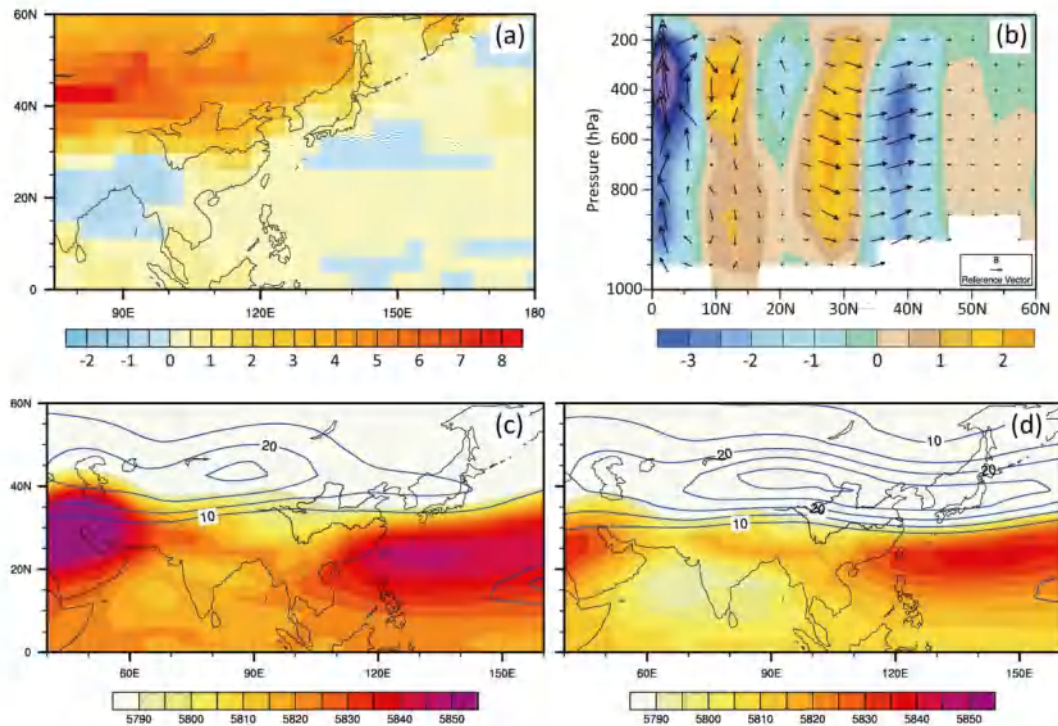 60N
40N
20N
0
90E
120E
150E
180
(a)
-2 -1 0 1 2 3 4 5 6 7 8
Pressure (hPa)
200
400
600
800
1000
0 10N 20N 30N 40N 50N 60N
(b)
8
Reference Vector
-3 -2 -1 0 1 2
60N
40N
20N
0
60E 90E 120E 150E
(c)
20
10
5790 5800 5810 5820 5830 5840 5850
60E 90E 120E 150E
(d)
10
20
20
10
10
5790 5800 5810 5820 5830 5840 5850